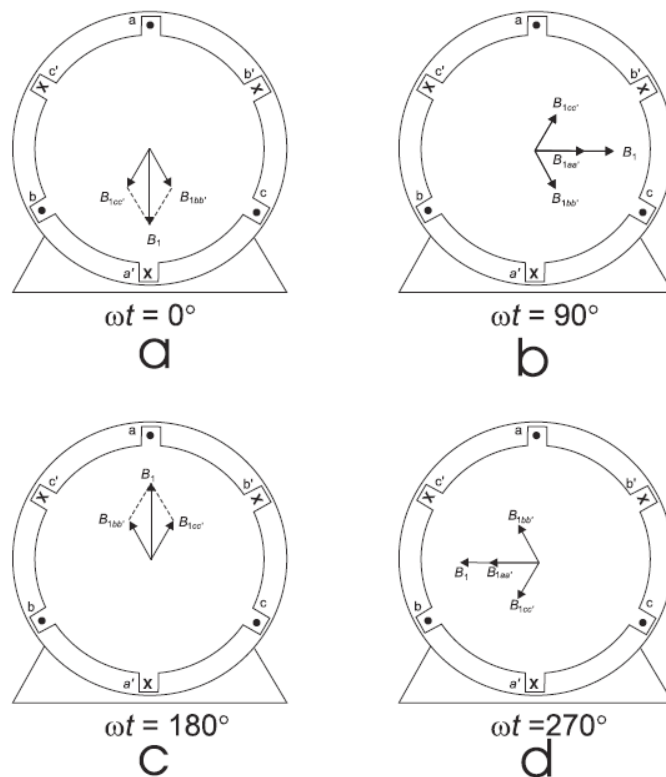 a
c' b'
b c
B1cc' B1bb'
B1
a' X
X X
ωt = 0°
a
a
c' b'
B1cc'
B1aa' B1
B1bb'
b c
a' X
X X
ωt = 90°
b
a
c' b'
B1
B1bb' B1cc'
b c
a' X
X X
ωt = 180°
c
a
c' b'
B1bb'
B1 B1aa'
B1cc'
b c
a' X
X X
ωt =270°
d